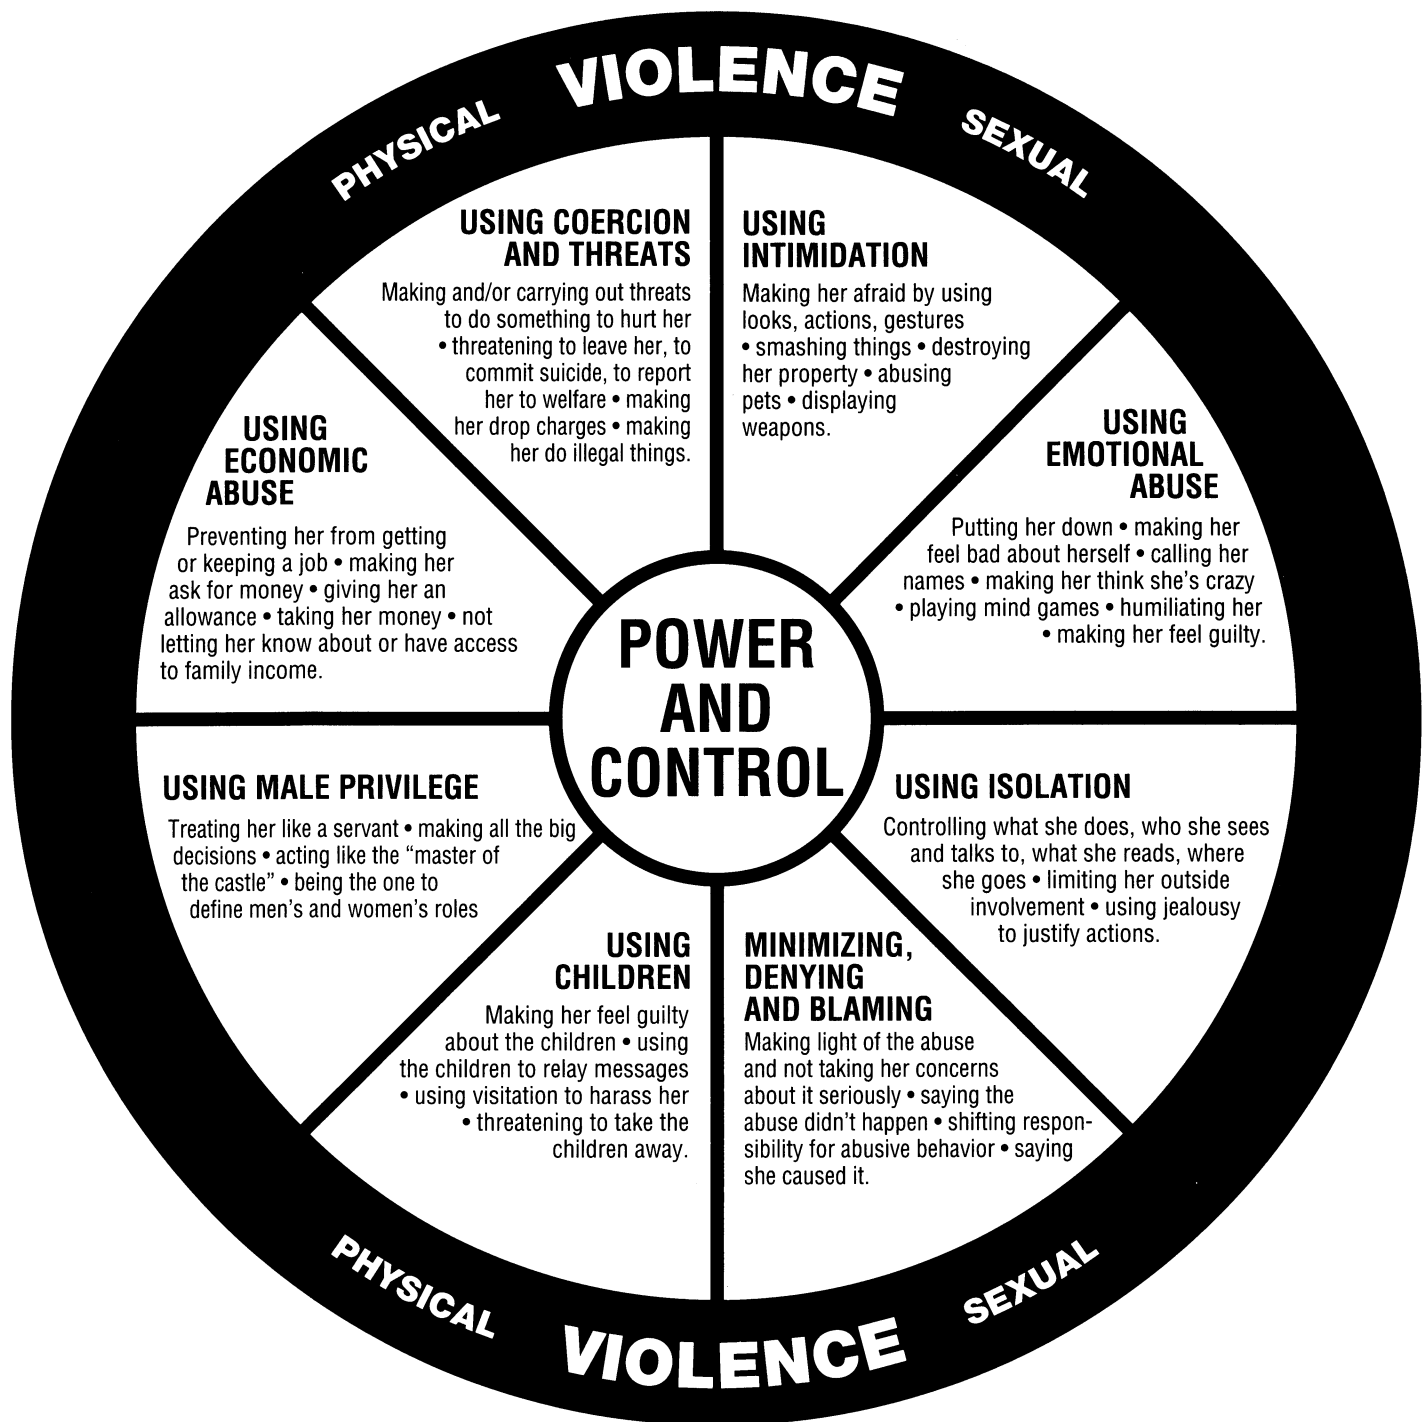 PHYSICAL VIOLENCE SEXUAL
USING COERCION
AND THREATS
Making and/or carrying out threats
to do something to hurt her
• threatening to leave her, to
commit suicide, to report
her to welfare • making
her drop charges • making
her do illegal things.
USING
INTIMIDATION
Making her afraid by using
looks, actions, gestures
• smashing things • destroying
her property • abusing
pets • displaying
weapons.
USING
EMOTIONAL
ABUSE
Putting her down • making her
feel bad about herself • calling her
names • making her think she's crazy
• playing mind games • humiliating her
• making her feel guilty.
USING ISOLATION
Controlling what she does, who she sees
and talks to, what she reads, where
she goes • limiting her outside
involvement • using jealousy
to justify actions.
MINIMIZING,
DENYING
AND BLAMING
Making light of the abuse
and not taking her concerns
about it seriously • saying the
abuse didn't happen • shifting respon-
sibility for abusive behavior • saying
she caused it.
USING
CHILDREN
Making her feel guilty
about the children • using
the children to relay messages
• using visitation to harass her
• threatening to take the
children away.
USING MALE PRIVILEGE
Treating her like a servant • making all the big
decisions • acting like the “master of
the castle” • being the one to
define men's and women's roles
USING
ECONOMIC
ABUSE
Preventing her from getting
or keeping a job • making her
ask for money • giving her an
allowance • taking her money • not
letting her know about or have access
to family income.
POWER
AND
CONTROL
PHYSICAL VIOLENCE SEXUAL